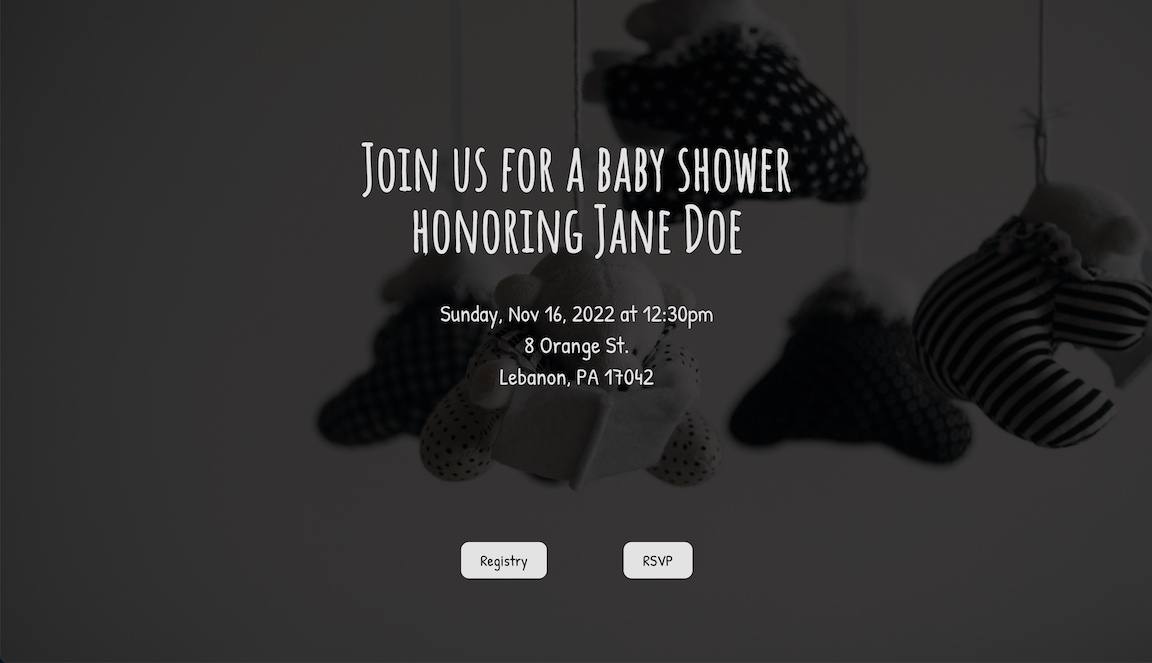 Join us for a baby shower
honoring Jane Doe
Sunday, Nov 16, 2022 at 12:30pm
8 Orange St.
Lebanon, PA 17042
Registry
RSVP